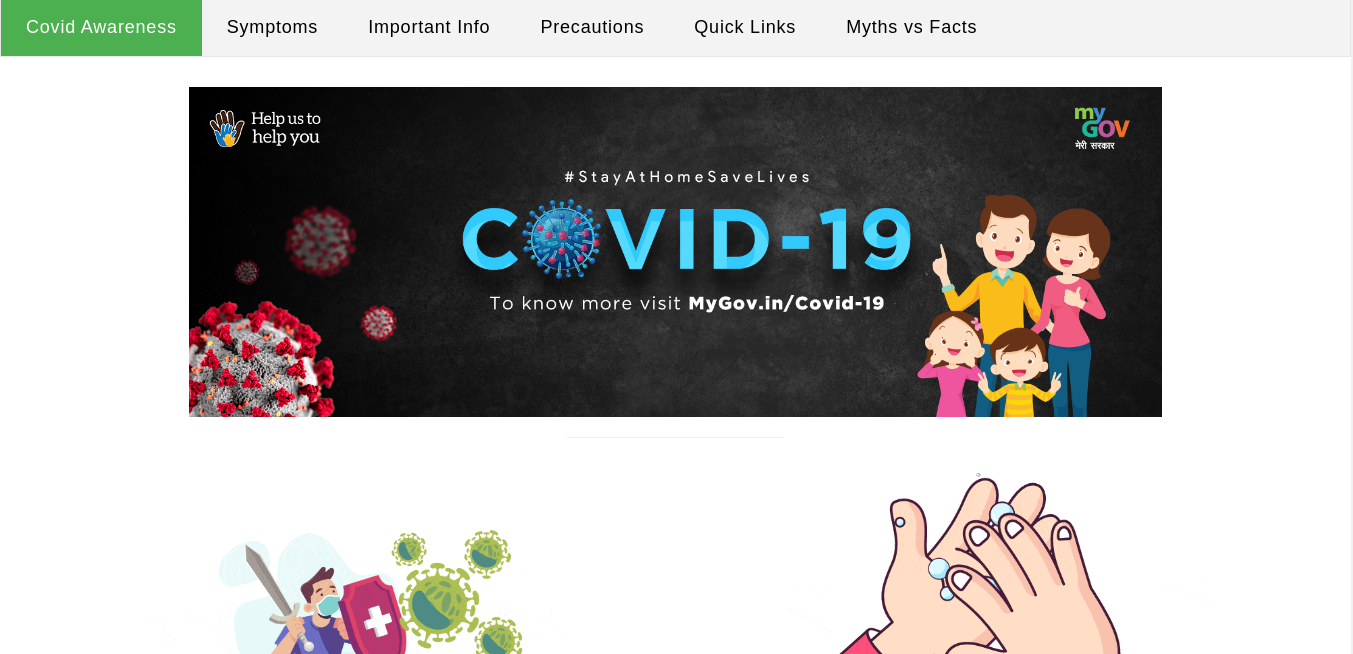 Covid Awareness Symptoms Important Info Precautions Quick Links Myths vs Facts
Help us to
help you
my
GOV
मेरी सरकार
#StayAtHomeSaveLives
COVID-19
To know more visit MyGov.in/Covid-19